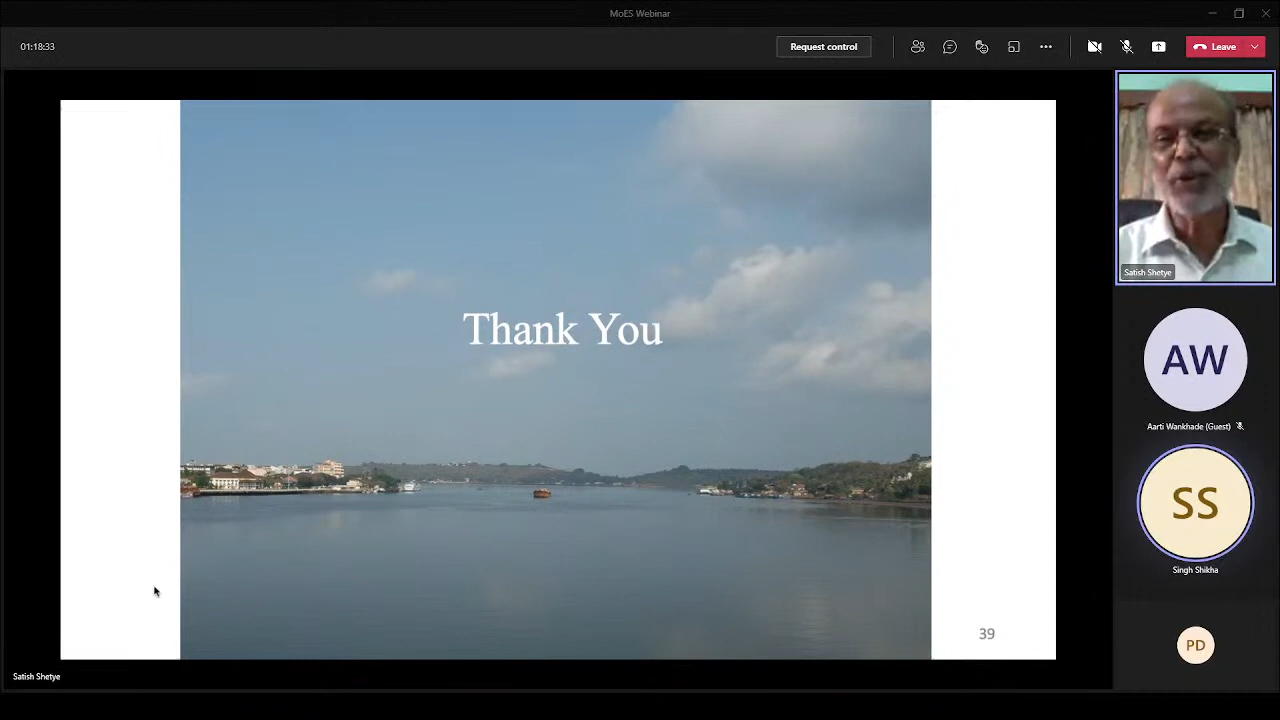 MoES Webinar
01:18:33
Request control
Leave
Thank You
39
Satish Shetye
AW
Aarti Wankhade (Guest)
SS
Singh Shikha
PD
Satish Shetye